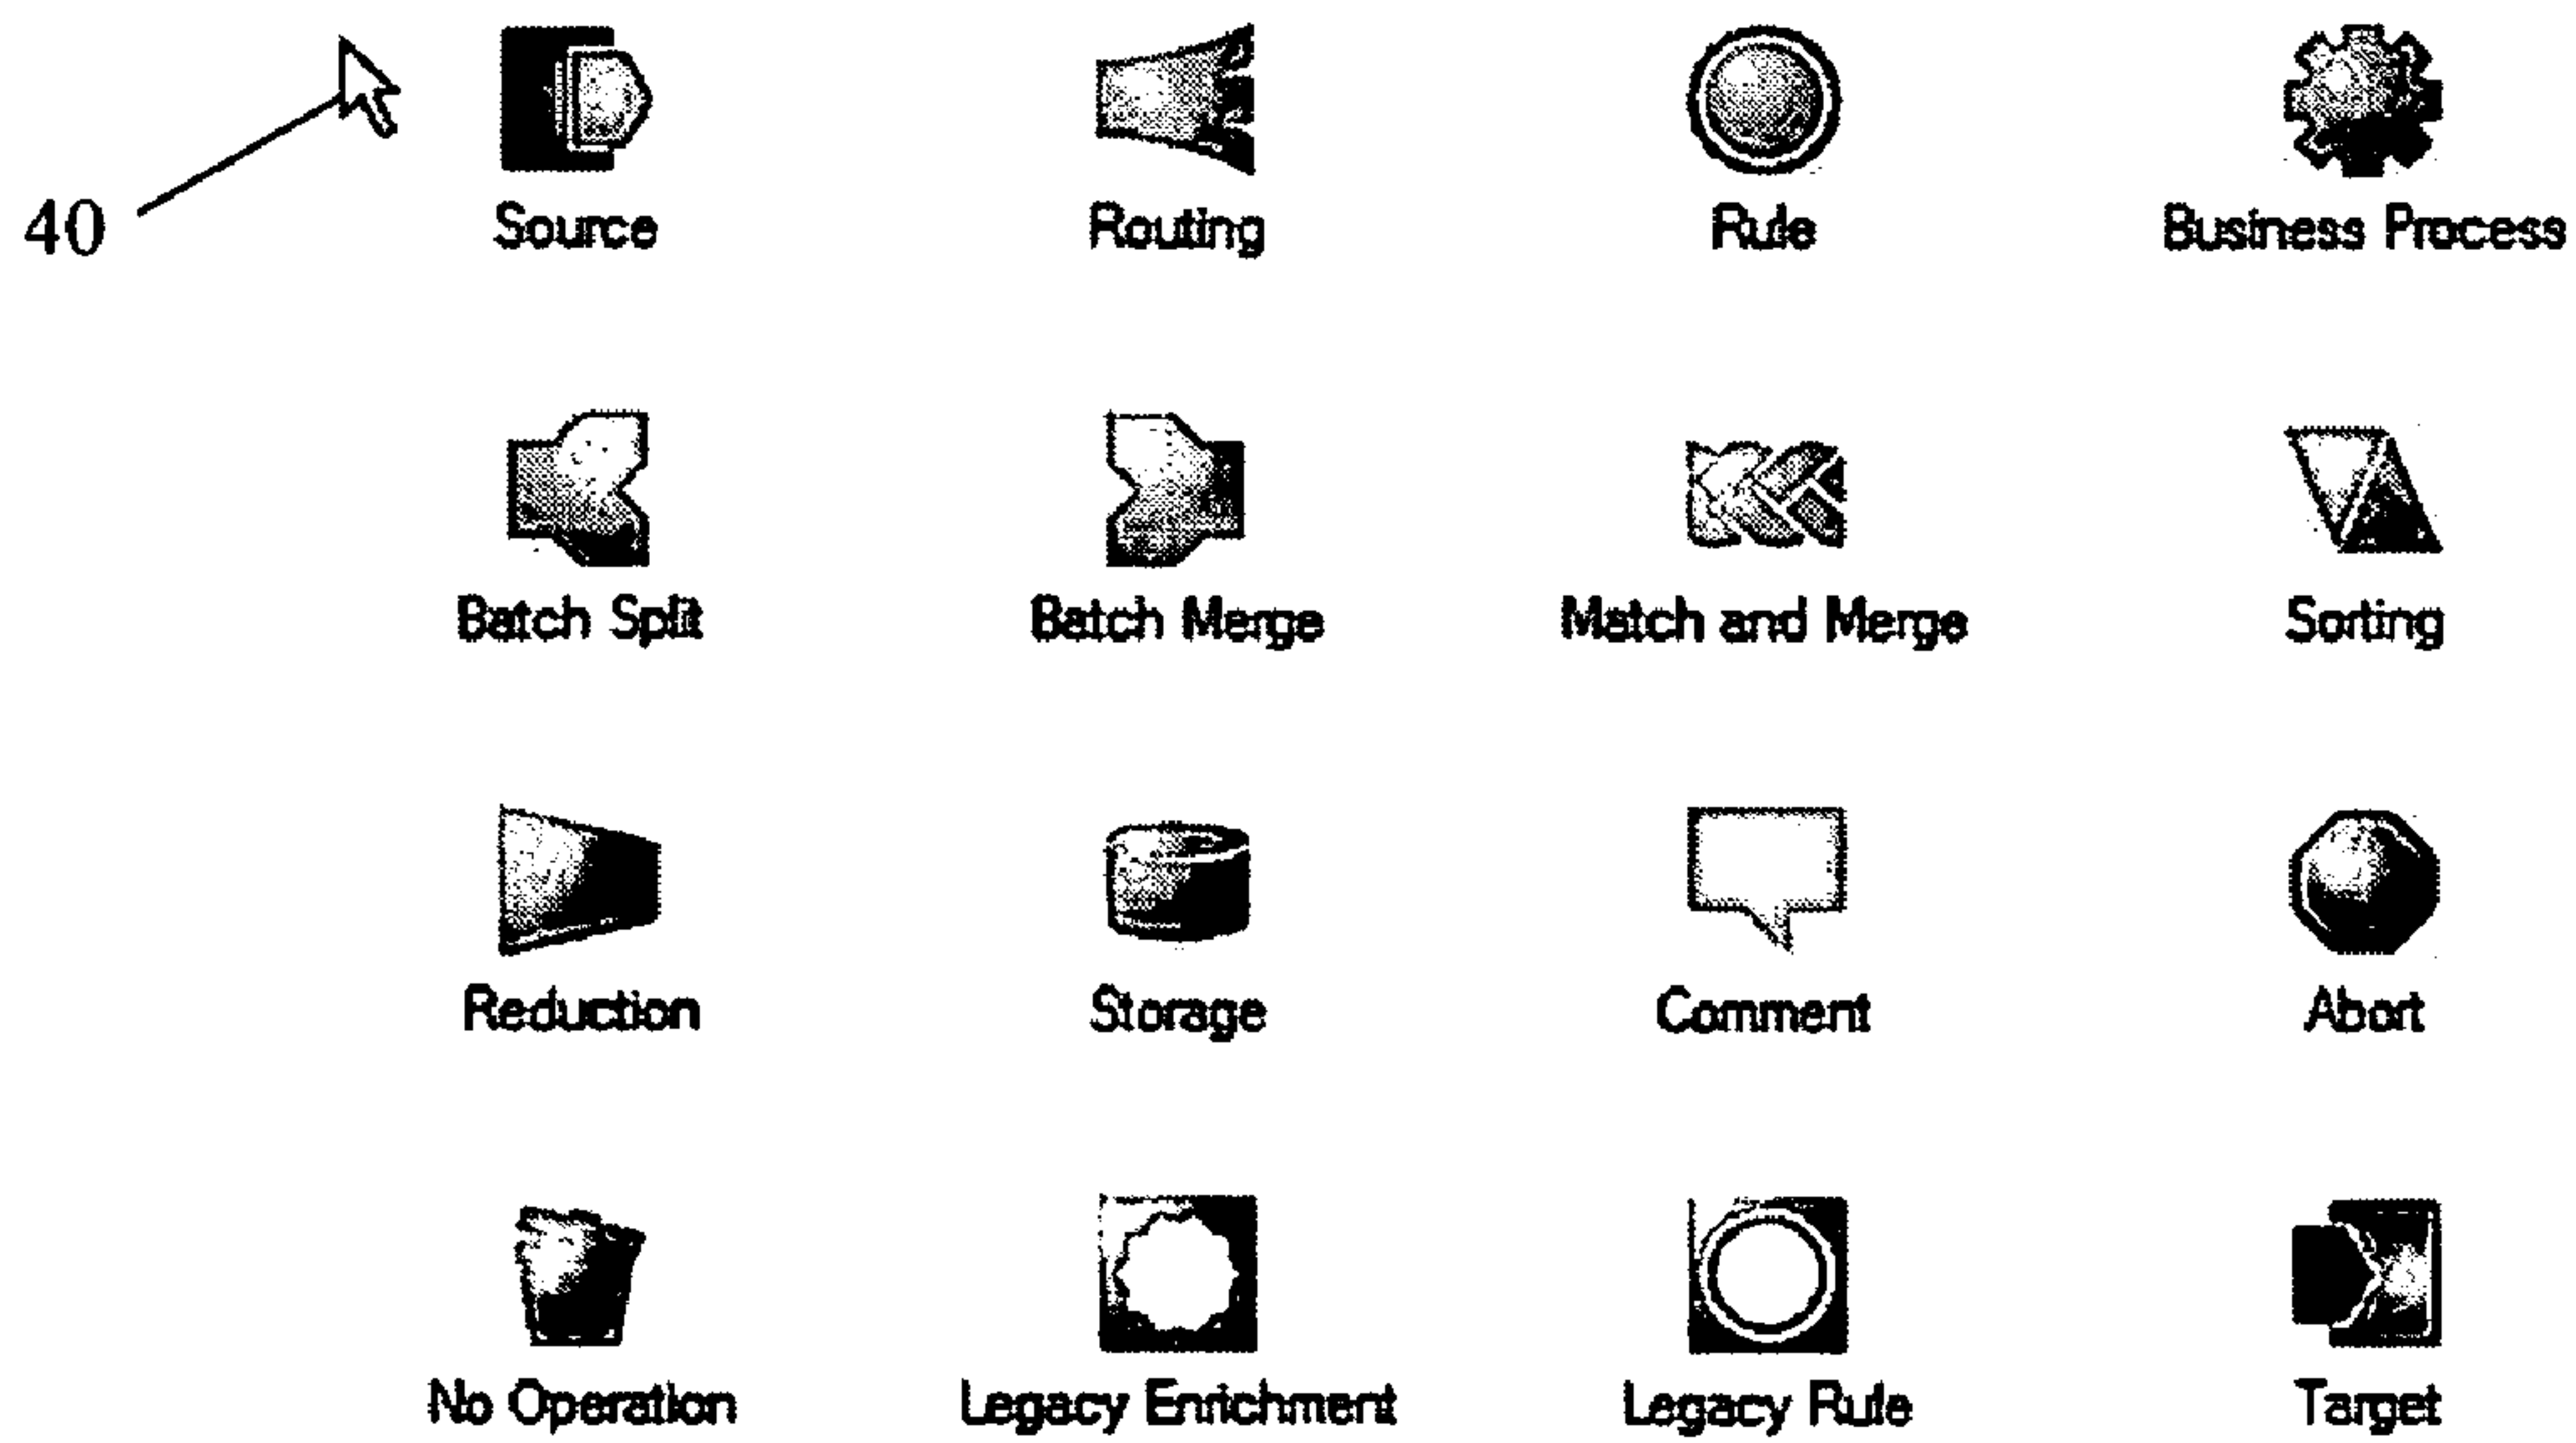 40
Source Routing Rule Business Process
Batch Split Batch Merge Match and Merge Sorting
Reduction Storage Comment Abort
No Operation Legacy Enrichment Legacy Rule Target